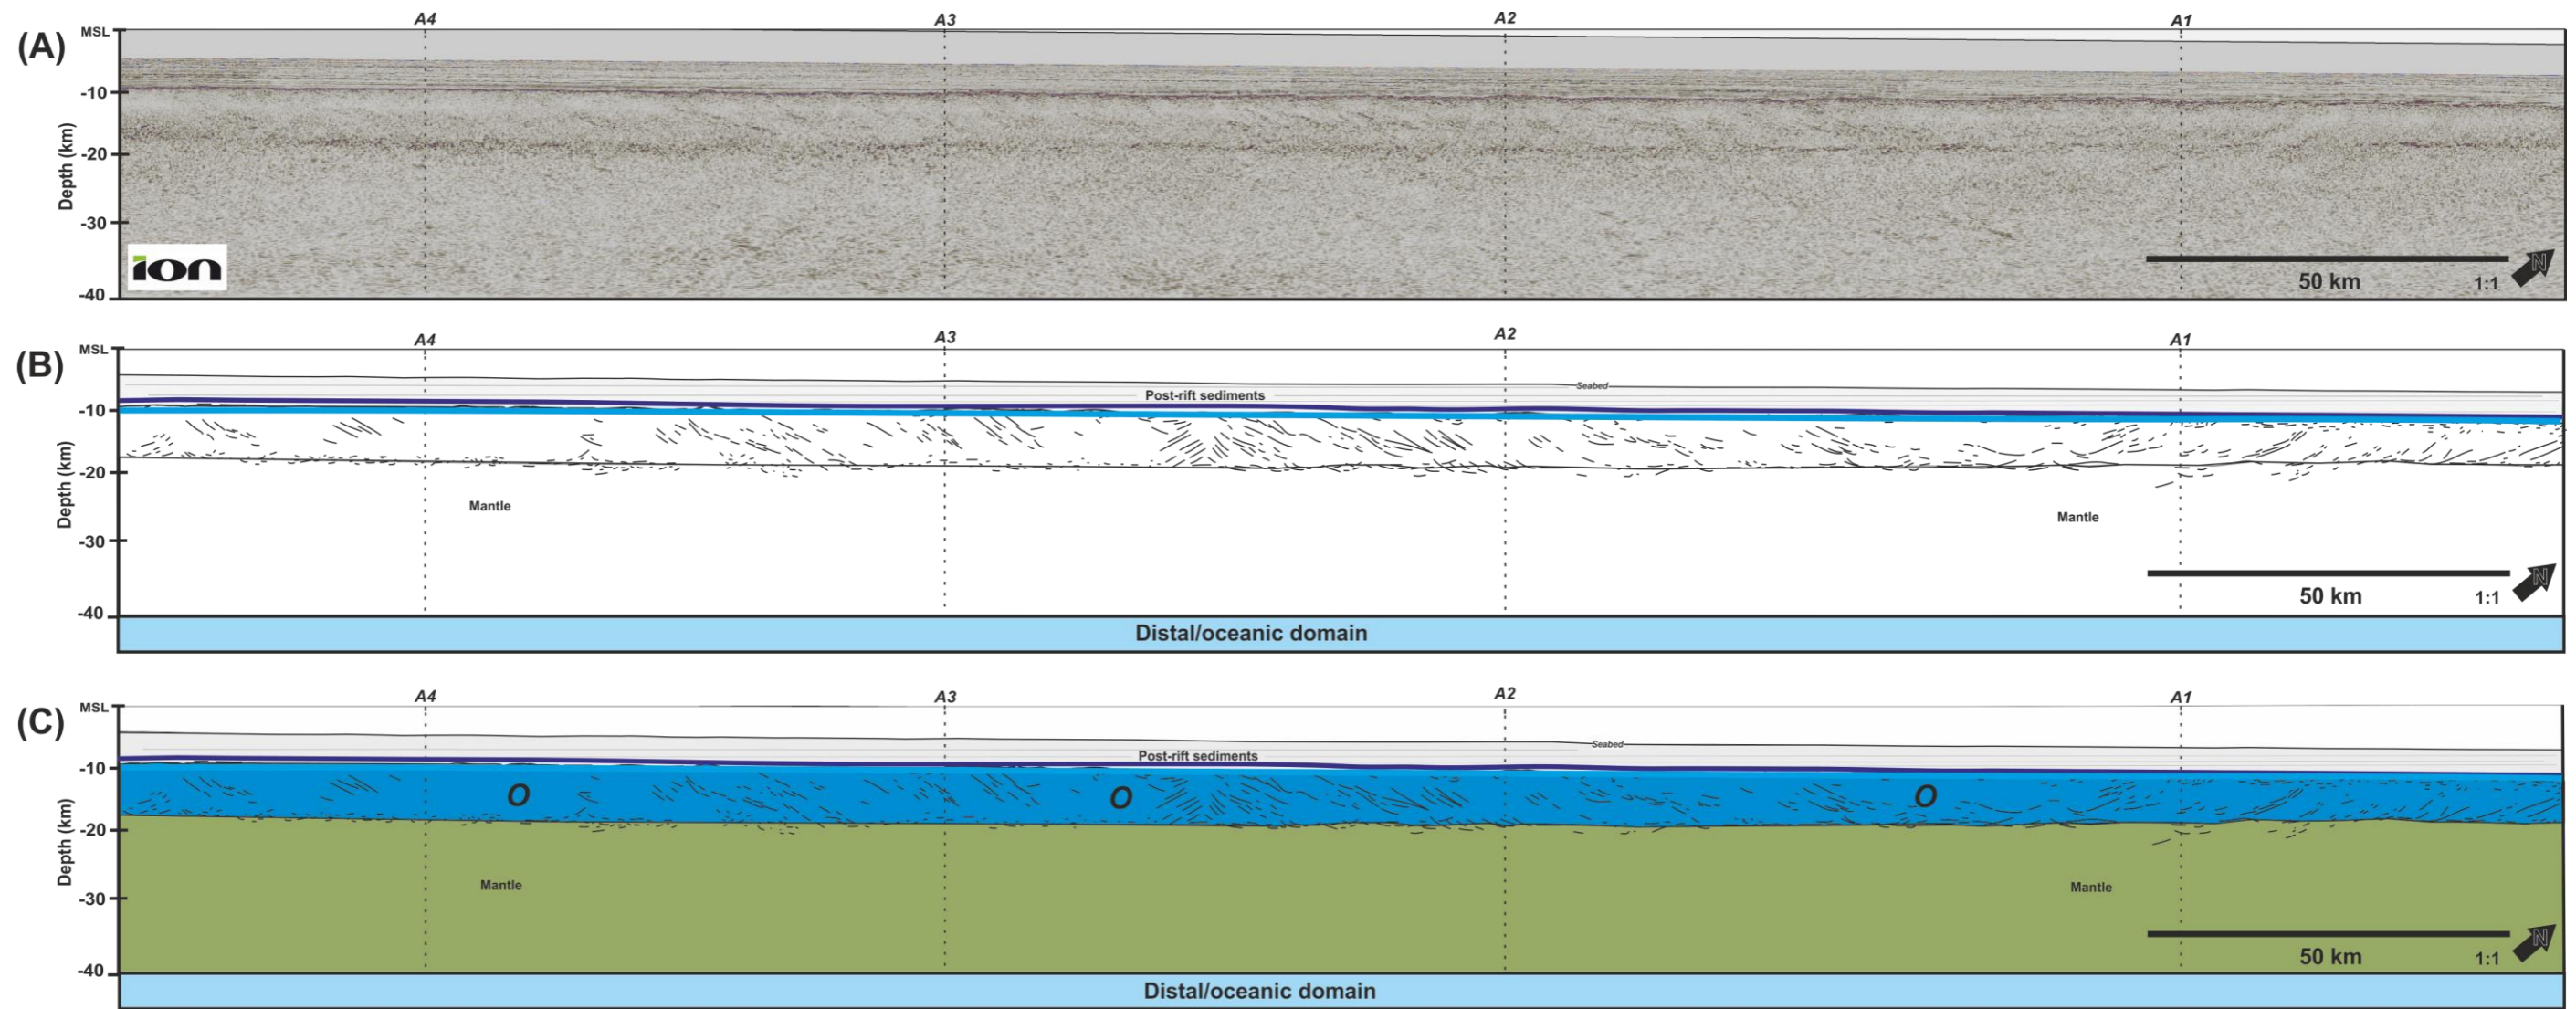 A4 A3 A2 A1
(A)
MSL
-10
-20
-30
-40
Depth (km)
ion
50 km
1:1
N
A4 A3 A2 A1
(B)
MSL
Seabed
Post-rift sediments
-10
-20
-30
-40
Depth (km)
Mantle
Mantle
50 km
1:1
N
Distal/oceanic domain
A4 A3 A2 A1
(C)
MSL
Seabed
Post-rift sediments
-10
-20
-30
-40
Depth (km)
O O O
Mantle
Mantle
50 km
1:1
N
Distal/oceanic domain